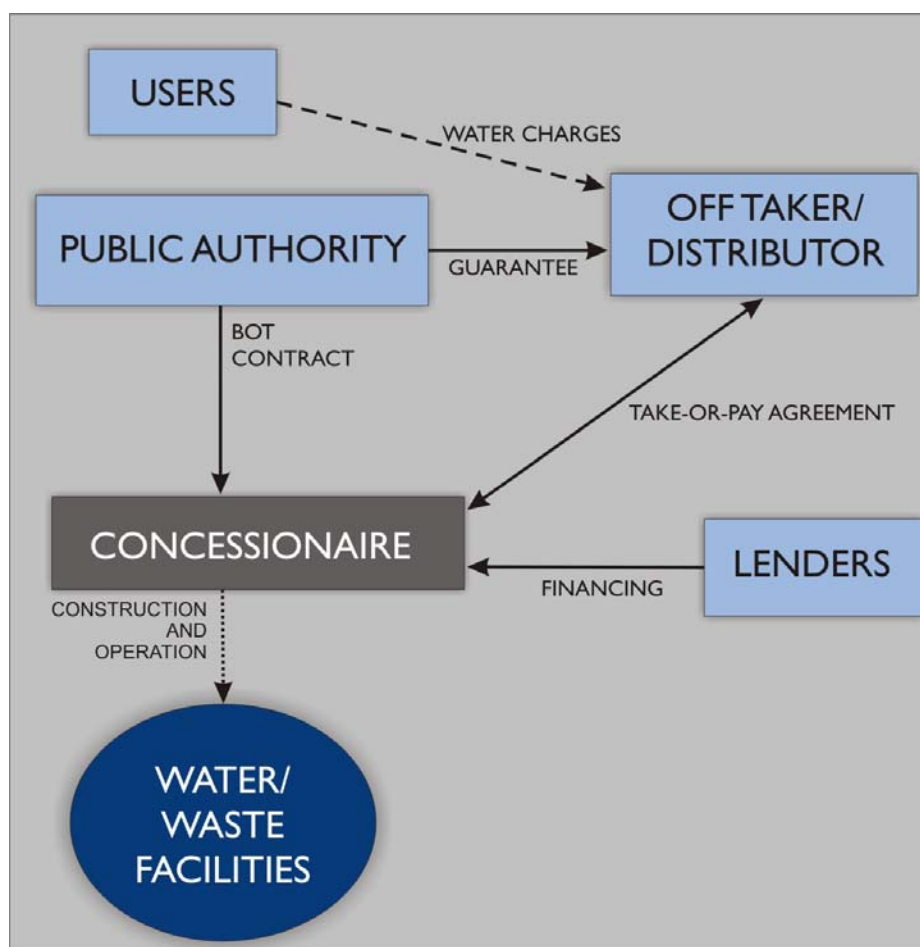 USERS
WATER CHARGES
OFF TAKER/
DISTRIBUTOR
PUBLIC AUTHORITY
GUARANTEE
BOT
CONTRACT
TAKE-OR-PAY AGREEMENT
CONCESSIONAIRE
FINANCING
LENDERS
CONSTRUCTION
AND
OPERATION
WATER/
WASTE
FACILITIES